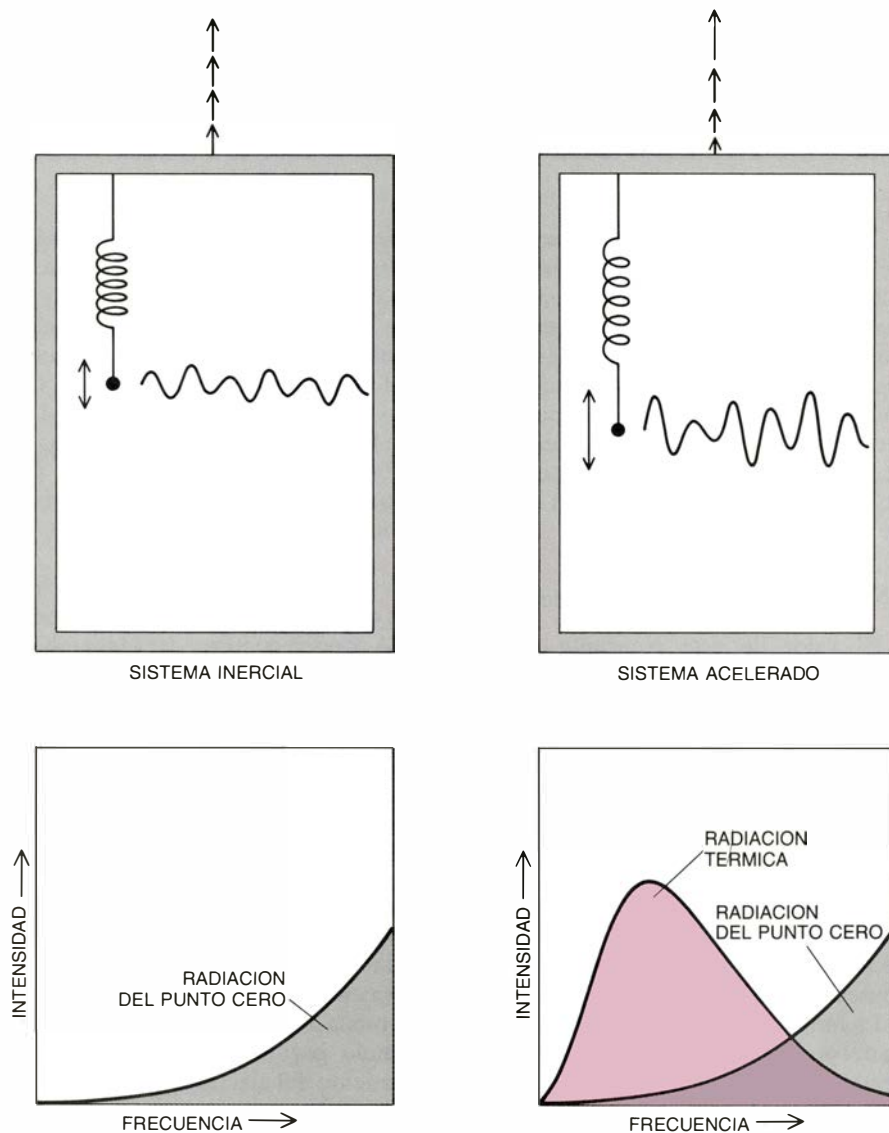 SISTEMA INERCIAL
SISTEMA ACELERADO
INTENSIDAD
RADIACION
DEL PUNTO CERO
FRECUENCIA
INTENSIDAD
RADIACION
TERMICA
RADIACION
DEL PUNTO CERO
FRECUENCIA